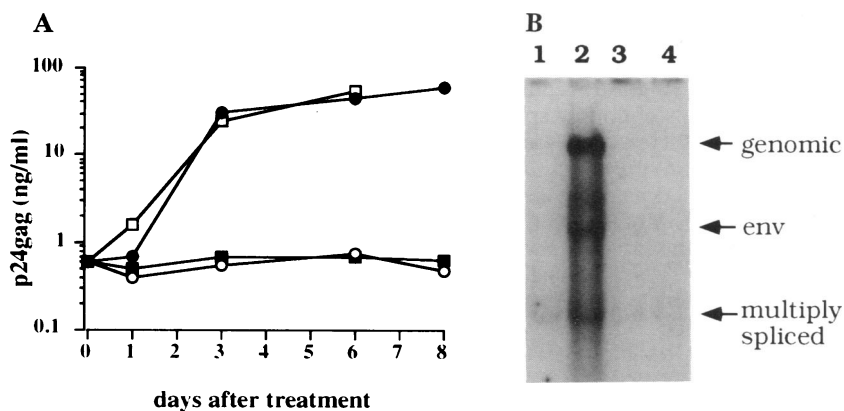 A
100
10
1
0.1
p24gag (ng/ml)
0 1 2 3 4 5 6 7 8
days after treatment
B
1 2 3 4
genomic
env
multiply
spliced